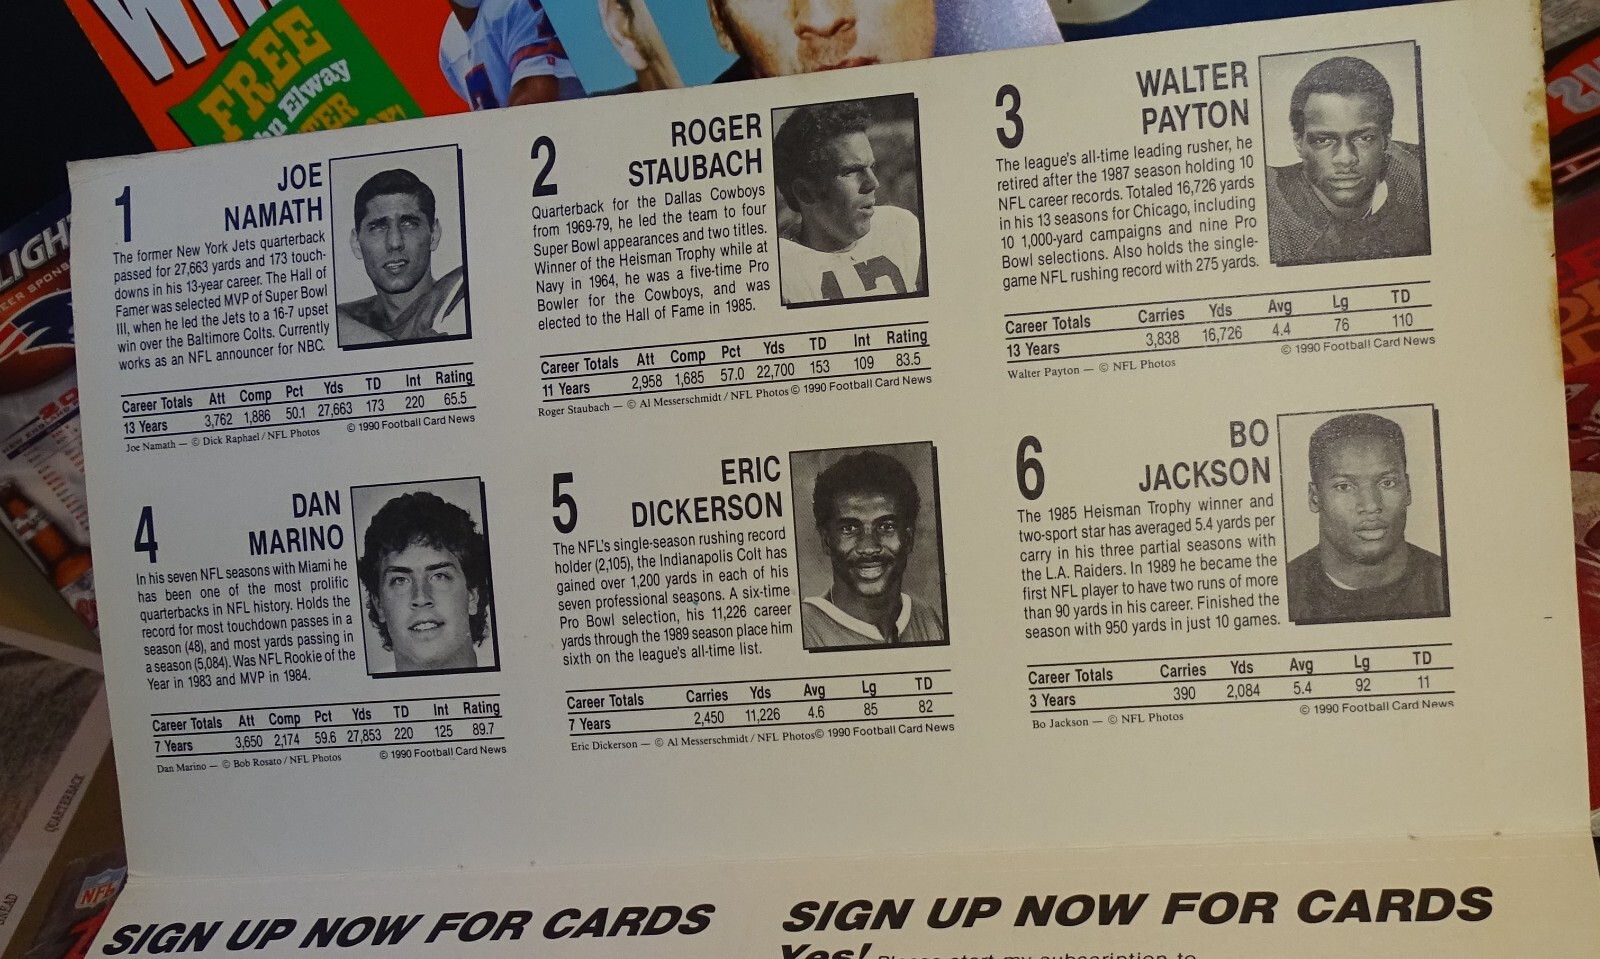 WIN
FREE
John Elway
1
JOE
NAMATH
The former New York Jets quarterback
passed for 27,663 yards and 173 touch-
downs in his 13-year career. The Hall of
Famer was selected MVP of Super Bowl
III, when he led the Jets to a 16-7 upset
win over the Baltimore Colts. Currently
works as an NFL announcer for NBC.
Career Totals Att Comp Pct Yds TD Int Rating
13 Years 3,762 1,886 50.1 27,663 173 220 65.5
Joe Namath — © Dick Raphael / NFL Photos © 1990 Football Card News
2
ROGER
STAUBACH
Quarterback for the Dallas Cowboys
from 1969-79, he led the team to four
Super Bowl appearances and two titles.
Winner of the Heisman Trophy while at
Navy in 1964, he was a five-time Pro
Bowler for the Cowboys, and was
elected to the Hall of Fame in 1985.
Career Totals Att Comp Pct Yds TD Int Rating
11 Years 2,958 1,685 57.0 22,700 153 109 83.5
Roger Staubach — © Al Messerschmidt / NFL Photos © 1990 Football Card News
3
WALTER
PAYTON
The league's all-time leading rusher, he
retired after the 1987 season holding 10
NFL career records. Totaled 16,726 yards
in his 13 seasons for Chicago, including
10 1,000-yard campaigns and nine Pro
Bowl selections. Also holds the single-
game NFL rushing record with 275 yards.
Career Totals Carries Yds Avg Lg TD
13 Years 3,838 16,726 4.4 76 110
Walter Payton — © NFL Photos © 1990 Football Card News
4
DAN
MARINO
In his seven NFL seasons with Miami he
has been one of the most prolific
quarterbacks in NFL history. Holds the
record for most touchdown passes in a
season (48), and most yards passing in
a season (5,084). Was NFL Rookie of the
Year in 1983 and MVP in 1984.
Career Totals Att Comp Pct Yds TD Int Rating
7 Years 3,650 2,174 59.6 27,853 220 125 89.7
Dan Marino — © Bob Rosato / NFL Photos © 1990 Football Card News
5
ERIC
DICKERSON
The NFL's single-season rushing record
holder (2,105), the Indianapolis Colt has
gained over 1,200 yards in each of his
seven professional seasons. A six-time
Pro Bowl selection, his 11,226 career
yards through the 1989 season place him
sixth on the league's all-time list.
Career Totals Carries Yds Avg Lg TD
7 Years 2,450 11,226 4.6 85 82
Eric Dickerson — © Al Messerschmidt / NFL Photos © 1990 Football Card News
6
BO
JACKSON
The 1985 Heisman Trophy winner and
two-sport star has averaged 5.4 yards per
carry in his three partial seasons with
the L.A. Raiders. In 1989 he became the
first NFL player to have two runs of more
than 90 yards in his career. Finished the
season with 950 yards in just 10 games.
Career Totals Carries Yds Avg Lg TD
3 Years 390 2,084 5.4 92 11
Bo Jackson — © NFL Photos © 1990 Football Card News
QUARTERBACK
NFL
SIGN UP NOW FOR CARDS
SIGN UP NOW FOR CARDS
Yes! Please start my subscription to